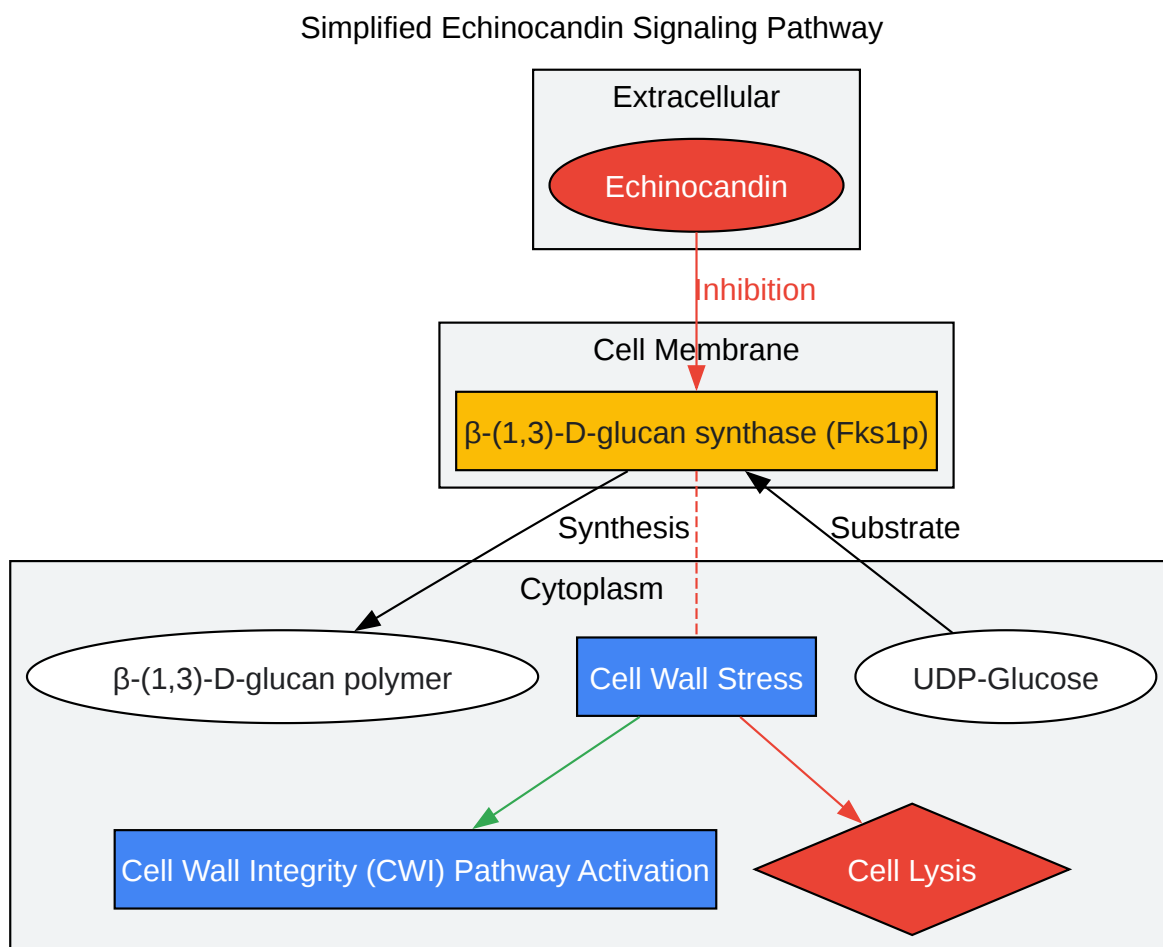 Simplified Echinocandin Signaling Pathway
Extracellular
Echinocandin
Inhibition
Cell Membrane
β-(1,3)-D-glucan synthase (Fks1p)
Synthesis
Substrate
Cytoplasm
β-(1,3)-D-glucan polymer
Cell Wall Stress
UDP-Glucose
Cell Wall Integrity (CWI) Pathway Activation
Cell Lysis